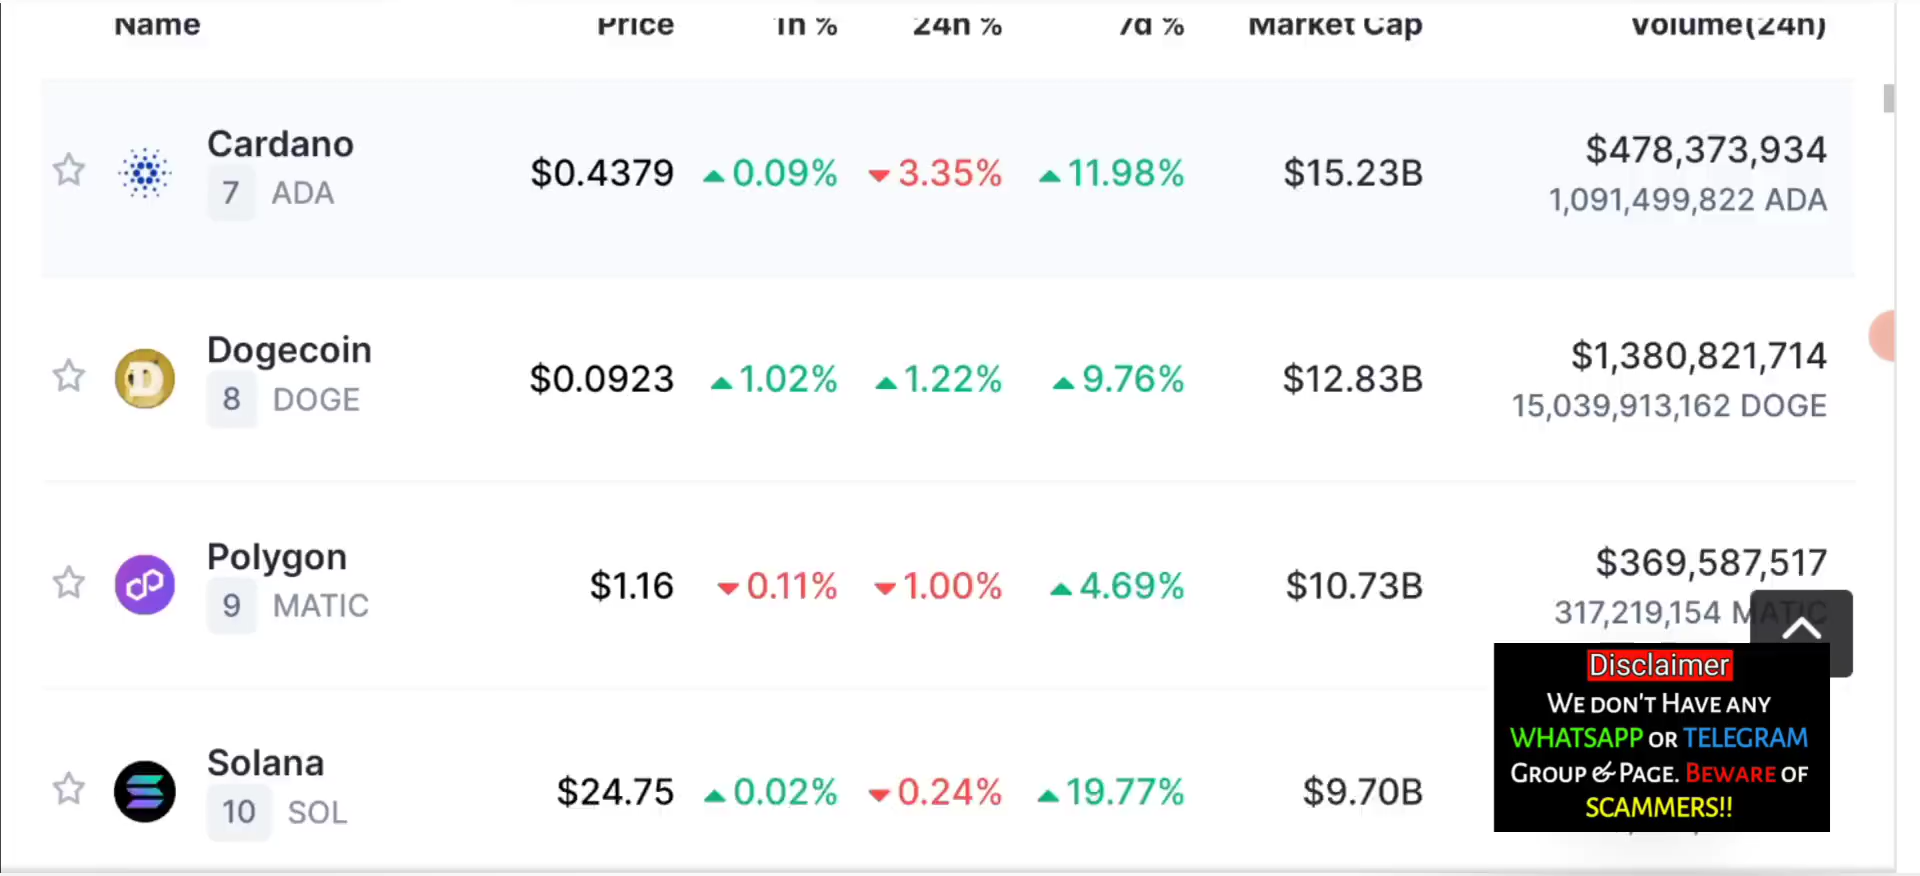 Name Price 1h % 24h % 7d % Market Cap Volume(24h)
Cardano
7 ADA
$0.4379 0.09% 3.35% 11.98% $15.23B
$478,373,934
1,091,499,822 ADA
Dogecoin
8 DOGE
$0.0923 1.02% 1.22% 9.76% $12.83B
$1,380,821,714
15,039,913,162 DOGE
Polygon
9 MATIC
$1.16 0.11% 1.00% 4.69% $10.73B
$369,587,517
317,219,154 MATIC
Solana
10 SOL
$24.75 0.02% 0.24% 19.77% $9.70B
Disclaimer
We don't Have any
WHATSAPP or TELEGRAM
Group & Page. Beware of
SCAMMERS!!